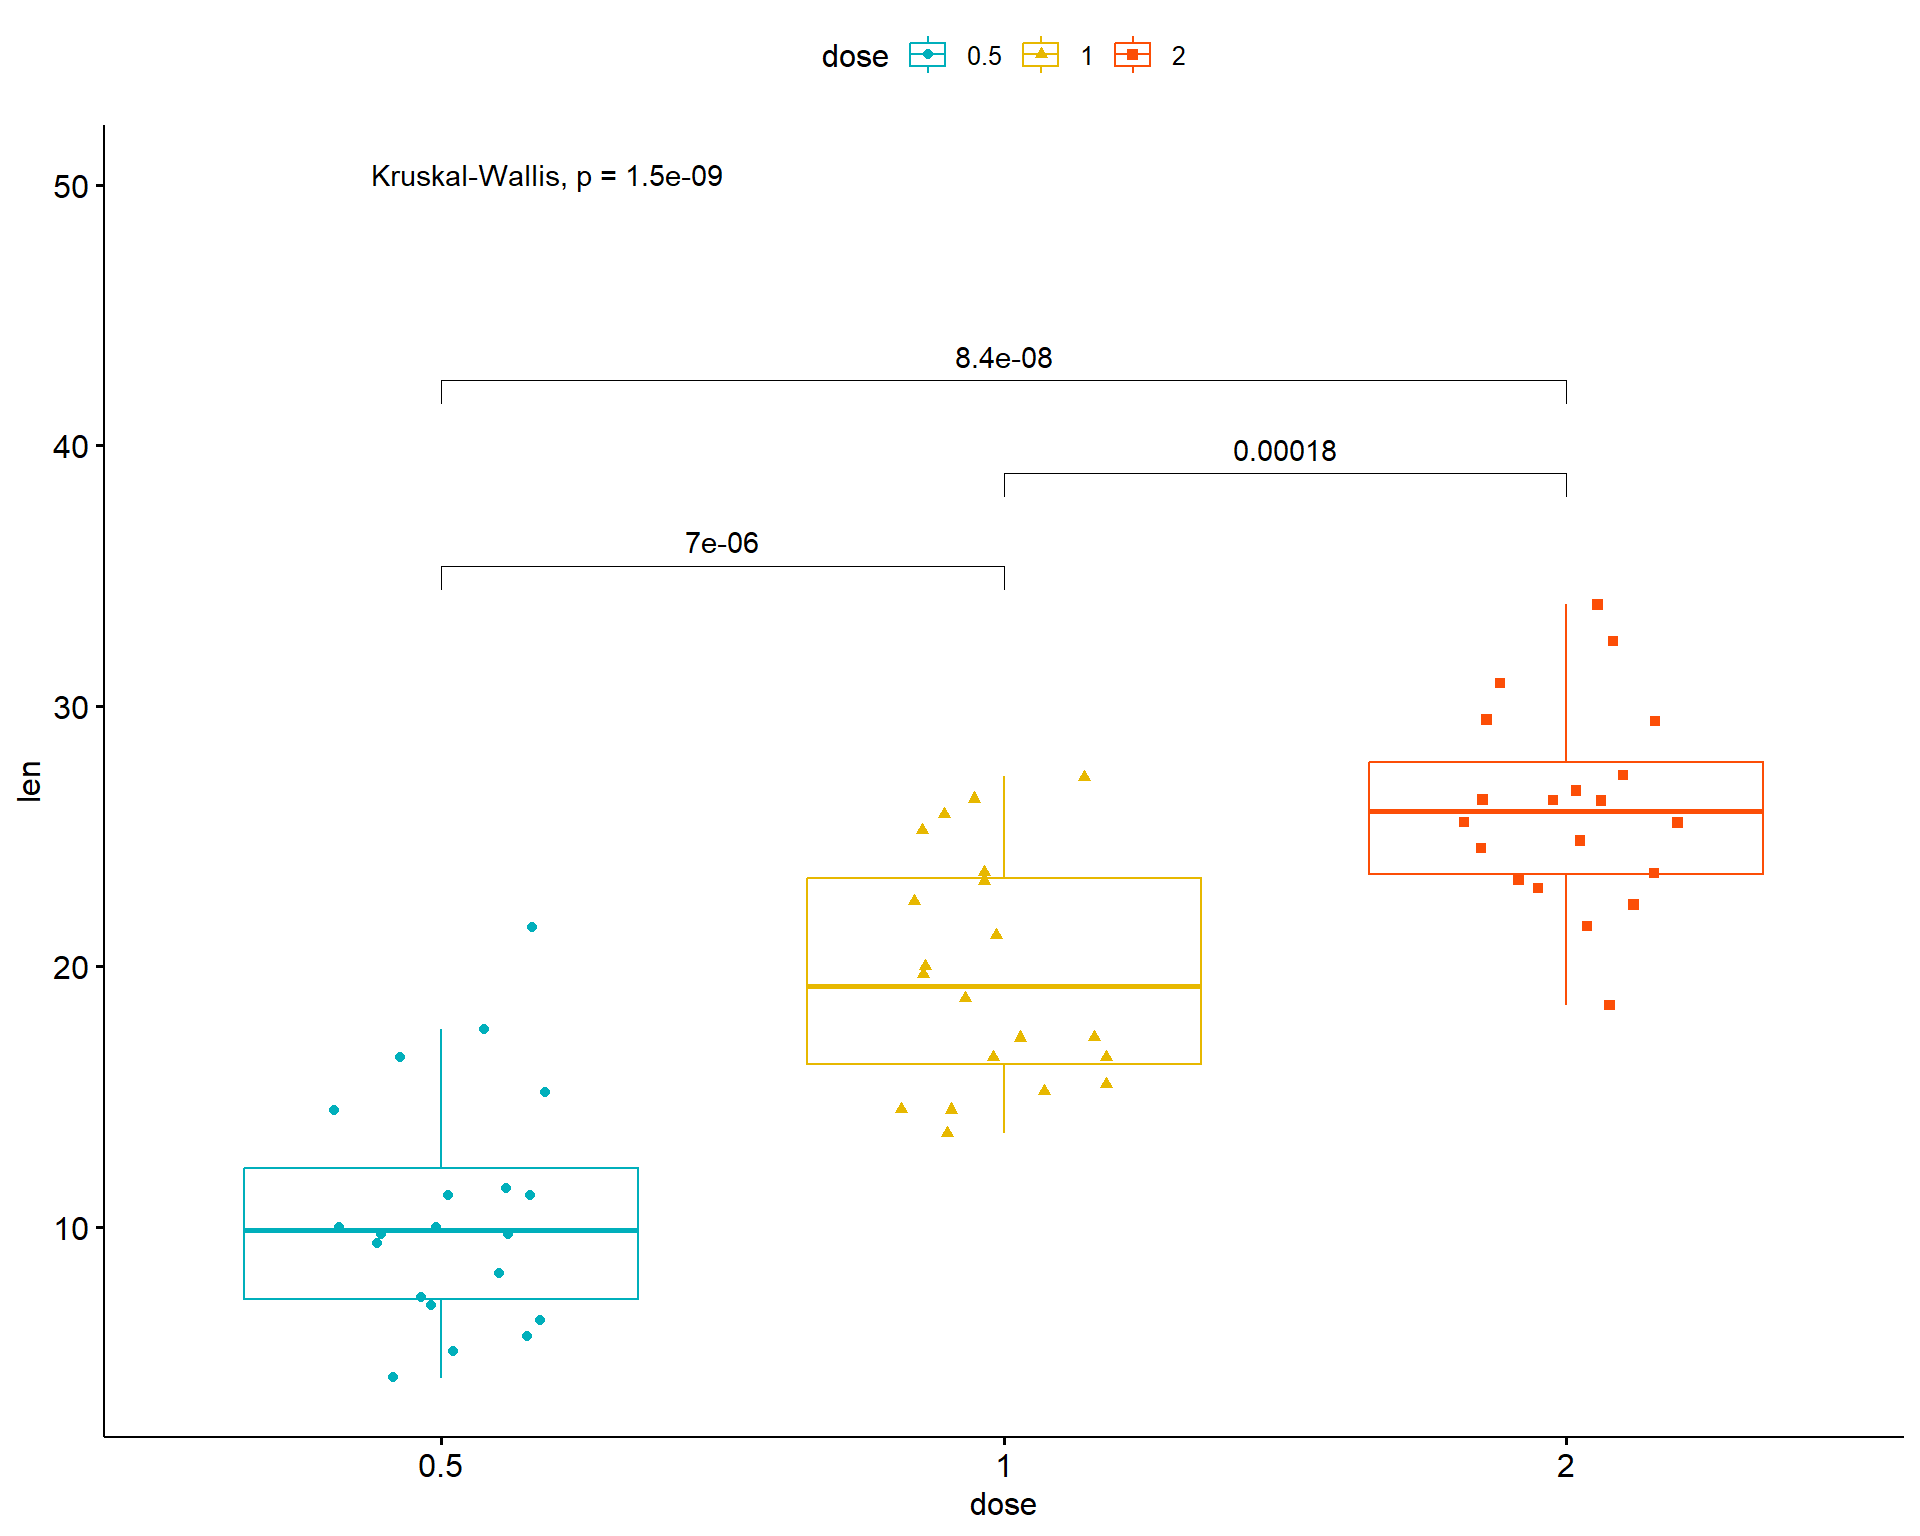 dose 0.5 1 2
Kruskal-Wallis, p = 1.5e-09
50
8.4e-08
40
0.00018
7e-06
30
len
20
10
0.5 1 2
dose